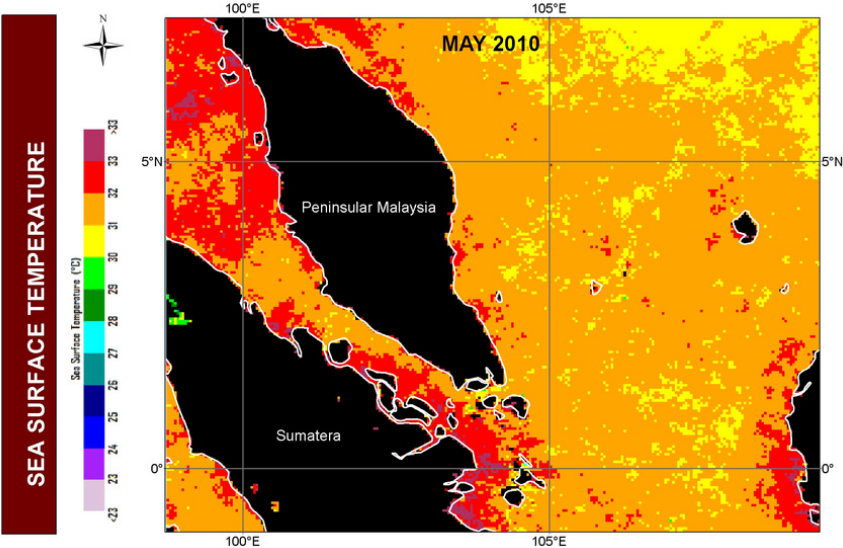 SEA SURFACE TEMPERATURE
N
Sea Surface Temperature (°C)
>33
33
32
31
30
29
28
27
26
25
24
23
<23
100°E
105°E
MAY 2010
5°N
5°N
Peninsular Malaysia
Sumatera
0°
0°
100°E
105°E